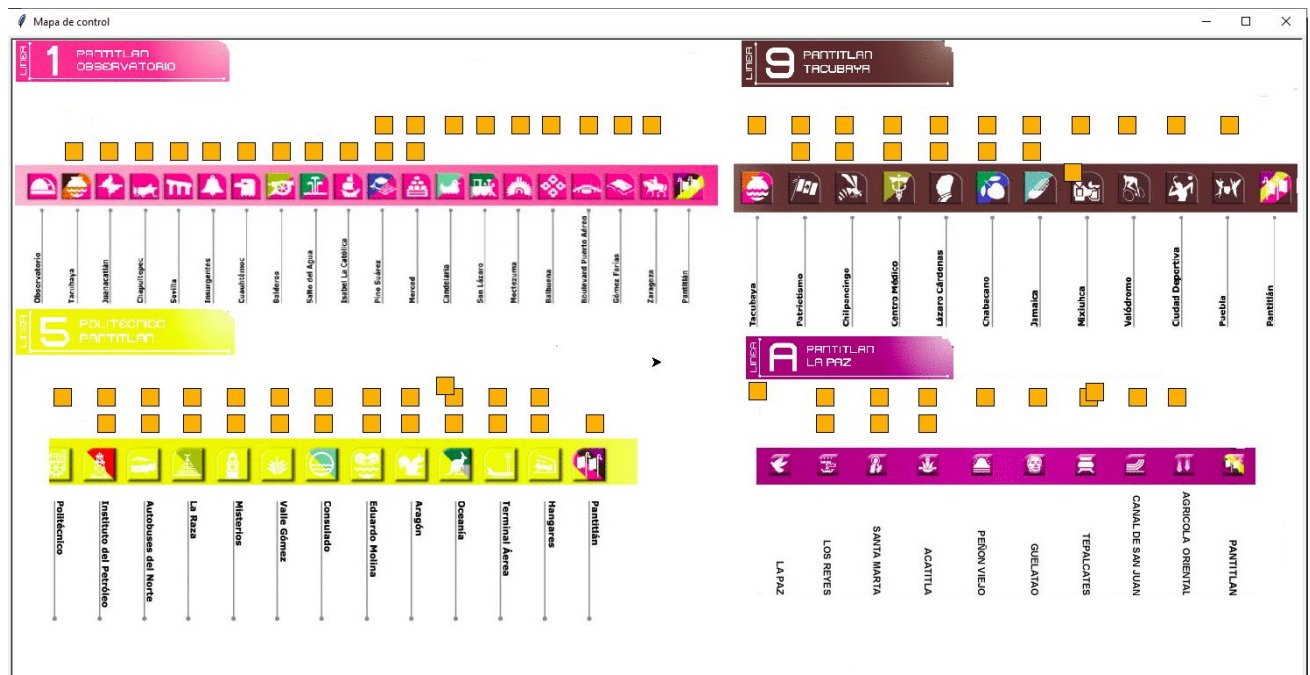 Mapa de control
LINEA 1 PANTITLAN
OBSERVATORIO
Observatorio
Tacubaya
Juanacatlán
Chapultepec
Sevilla
Insurgentes
Cuauhtémoc
Balderas
Salto del Agua
Isabel La Católica
Pino Suárez
Merced
Candelaria
San Lázaro
Moctezuma
Balbuena
Boulevard Puerto Aéreo
Gómez Farías
Zaragoza
Pantitlán
LINEA 9 PANTITLAN
TACUBAYA
Tacubaya
Patriotismo
Chilpancingo
Centro Médico
Lázaro Cárdenas
Chabacano
Jamaica
Mixiuhca
Velódromo
Ciudad Deportiva
Puebla
Pantitlán
LINEA 5 POLITECNICO
PANTITLAN
Politécnico
Instituto del Petróleo
Autobuses del Norte
La Raza
Misterios
Valle Gómez
Consulado
Eduardo Molina
Aragón
Oceanía
Terminal Áerea
Hangares
Pantitlán
LINEA A PANTITLAN
LA PAZ
LA PAZ
LOS REYES
SANTA MARTA
ACATITLA
PEÑON VIEJO
GUELATAO
TEPALCATES
CANAL DE SAN JUAN
AGRICOLA ORIENTAL
PANTITLAN